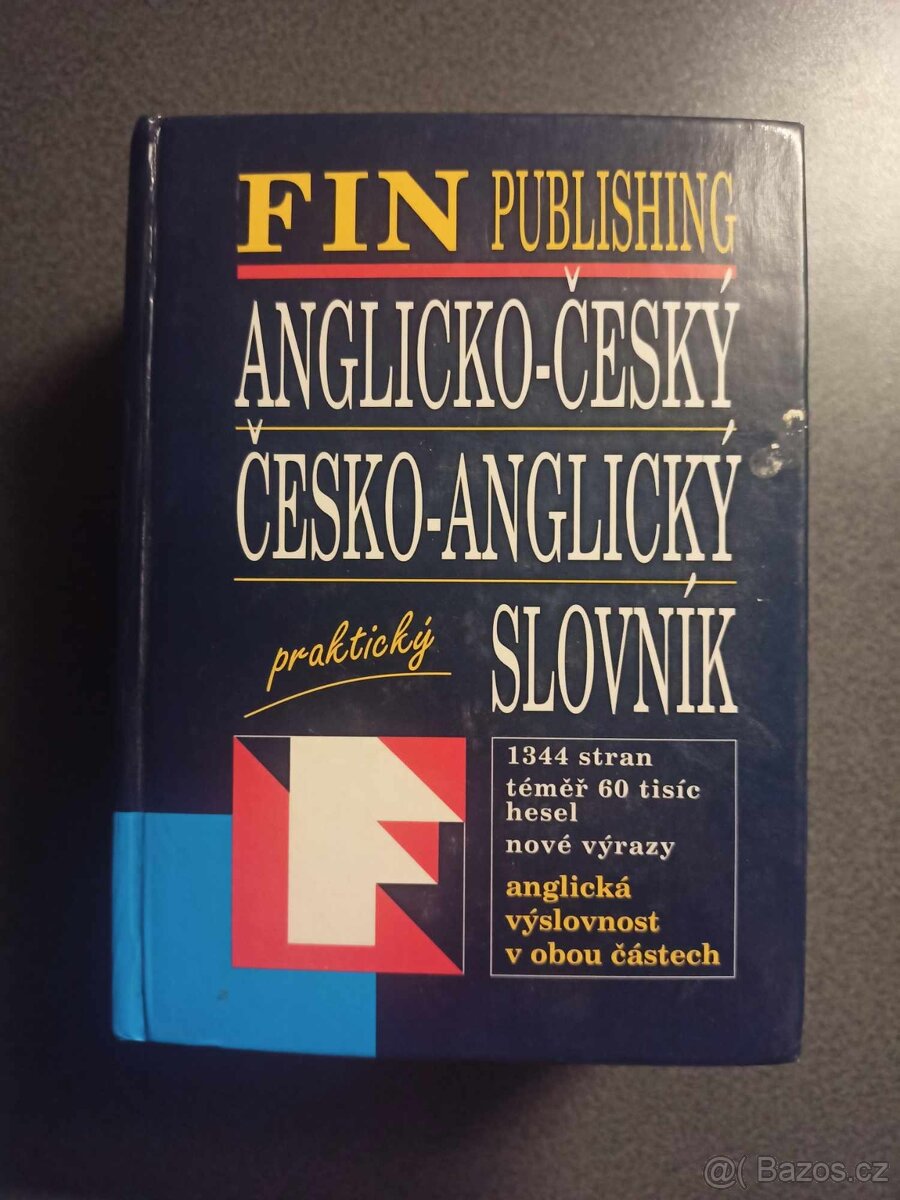 FIN PUBLISHING
ANGLICKO-ČESKÝ
ČESKO-ANGLICKÝ
praktický
SLOVNÍK
1344 stran
téměř 60 tisíc
hesel
nové výrazy
anglická
výslovnost
v obou částech
@( Bazos.cz